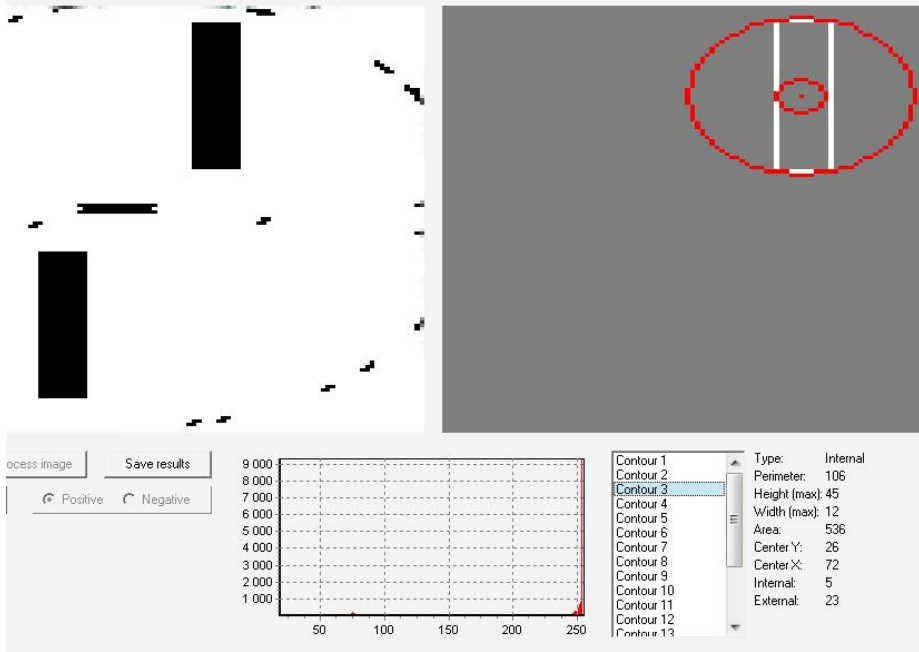 ocess image
Save results
Positive
Negative
9 000
8 000
7 000
6 000
5 000
4 000
3 000
2 000
1 000
50
100
150
200
250
Contour 1
Contour 2
Contour 3
Contour 4
Contour 5
Contour 6
Contour 7
Contour 8
Contour 9
Contour 10
Contour 11
Contour 12
Contour 13
Type: Internal
Perimeter: 106
Height (max): 45
Width (max): 12
Area: 536
Center Y: 26
Center X: 72
Internal: 5
External: 23